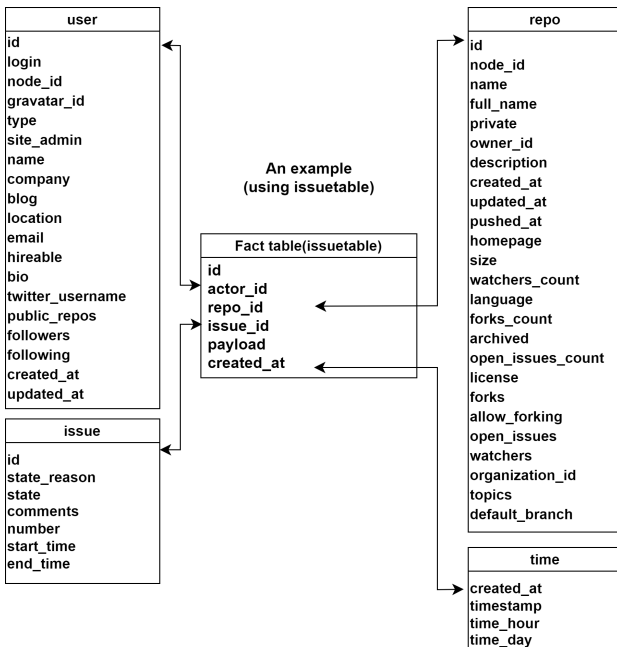 user
id
login
node_id
gravatar_id
type
site_admin
name
company
blog
location
email
hireable
bio
twitter_username
public_repos
followers
following
created_at
updated_at
issue
id
state_reason
state
comments
number
start_time
end_time
An example
(using issuetable)
Fact table(issuetable)
id
actor_id
repo_id
issue_id
payload
created_at
repo
id
node_id
name
full_name
private
owner_id
description
created_at
updated_at
pushed_at
homepage
size
watchers_count
language
forks_count
archived
open_issues_count
license
forks
allow_forking
open_issues
watchers
organization_id
topics
default_branch
time
created_at
timestamp
time_hour
time_day